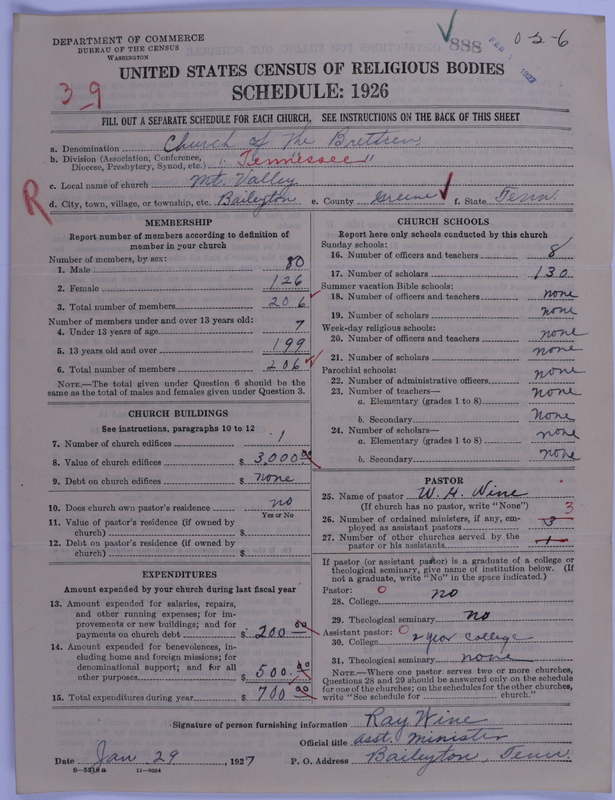 DEPARTMENT OF COMMERCE
BUREAU OF THE CENSUS
WASHINGTON
888
FEB
1927
0-2-6
UNITED STATES CENSUS OF RELIGIOUS BODIES
SCHEDULE: 1926
3-9
FILL OUT A SEPARATE SCHEDULE FOR EACH CHURCH, SEE INSTRUCTIONS ON THE BACK OF THIS SHEET
a. Denomination Church of The Brethren
b. Division (Association, Conference, Diocese, Presbytery, Synod, etc.) Tennessee
c. Local name of church Mt. Valley
R
d. City, town, village, or township, etc. Baileyton e. County Greene f. State Tenn.
MEMBERSHIP
Report number of members according to definition of
member in your church
Number of members, by sex:
1. Male 80
2. Female 126
3. Total number of members 206
Number of members under and over 13 years old:
4. Under 13 years of age 7
5. 13 years old and over 199
6. Total number of members 206
NOTE.—The total given under Question 6 should be
same as the total of males and females given under Question 3.
CHURCH BUILDINGS
See instructions, paragraphs 10 to 12
7. Number of church edifices 1
8. Value of church edifices $ 3,000.00
9. Debt on church edifices $ none
10. Does church own pastor's residence no
Yes or No
11. Value of pastor's residence (if owned by
church) $
12. Debt on pastor's residence (if owned by
church) $
EXPENDITURES
Amount expended by your church during last fiscal year
13. Amount expended for salaries, repairs,
and other running expenses; for im-
provements or new buildings; and for
payments on church debt $ 200.00
14. Amount expended for benevolences, in-
cluding home and foreign missions; for
denominational support; and for all
other purposes $ 500.00
15. Total expenditures during year $ 700.00
CHURCH SCHOOLS
Report here only schools conducted by this church
Sunday schools:
16. Number of officers and teachers 8
17. Number of scholars 130
Summer vacation Bible schools:
18. Number of officers and teachers none
19. Number of scholars none
Week-day religious schools:
20. Number of officers and teachers none
21. Number of scholars none
Parochial schools:
22. Number of administrative officers none
23. Number of teachers—
a. Elementary (grades 1 to 8) none
b. Secondary None
24. Number of scholars—
a. Elementary (grades 1 to 8) none
b. Secondary none
PASTOR
25. Name of pastor W. H. Wine
(If church has no pastor, write "None")
3
26. Number of ordained ministers, if any, em-
ployed as assistant pastors 3
27. Number of other churches served by the
pastor or his assistants 1
If pastor (or assistant pastor) is a graduate of a college or
theological seminary, give name of institution below. (If
not a graduate, write "No" in the space indicated.)
Pastor: 0
28. College no
29. Theological seminary no
Assistant pastor: 0
30. College 2 year college
31. Theological seminary none
NOTE.—Where one pastor serves two or more churches,
Questions 28 and 29 should be answered only on the schedule
for one of the churches; on the schedules for the other churches,
write "See schedule for church."
Signature of person furnishing information Ray Wine
Official title asst. Minister
Date Jan 29, 1927 P. O. Address Baileyton, Tenn
8—5318a 11—9504